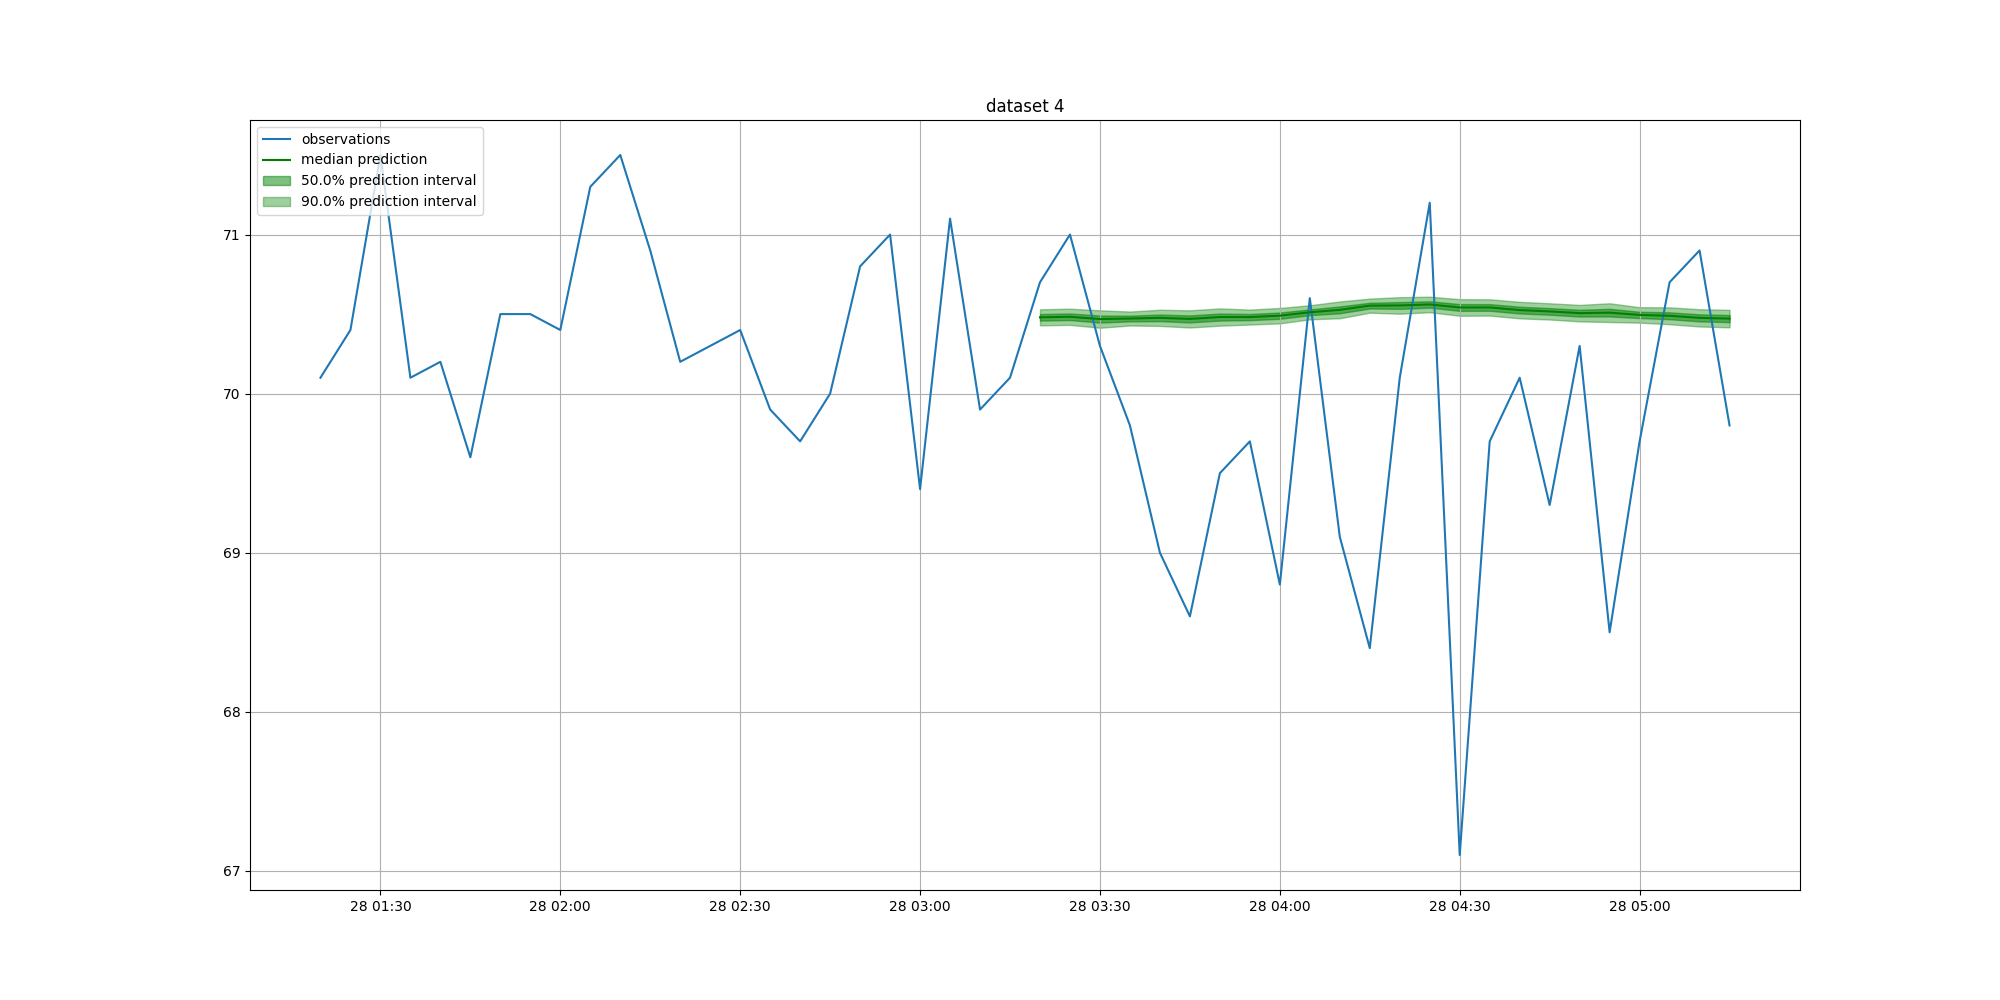 dataset 4
observations
median prediction
50.0% prediction interval
90.0% prediction interval
71
70
69
68
67
28 01:30 28 02:00 28 02:30 28 03:00 28 03:30 28 04:00 28 04:30 28 05:00